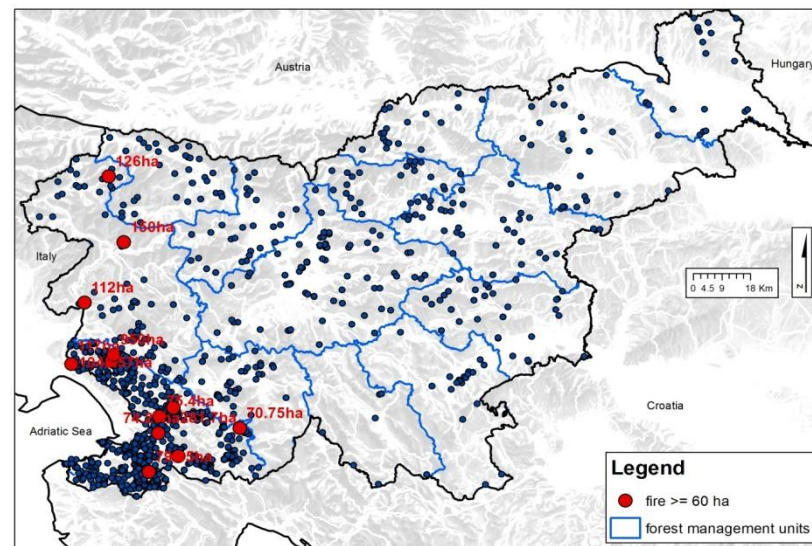 Austria
Hungary
126ha
150ha
Italy
112ha
0 4.5 9 18 Km
N
70.75ha
Adriatic Sea
Croatia
Legend
fire >= 60 ha
forest management units